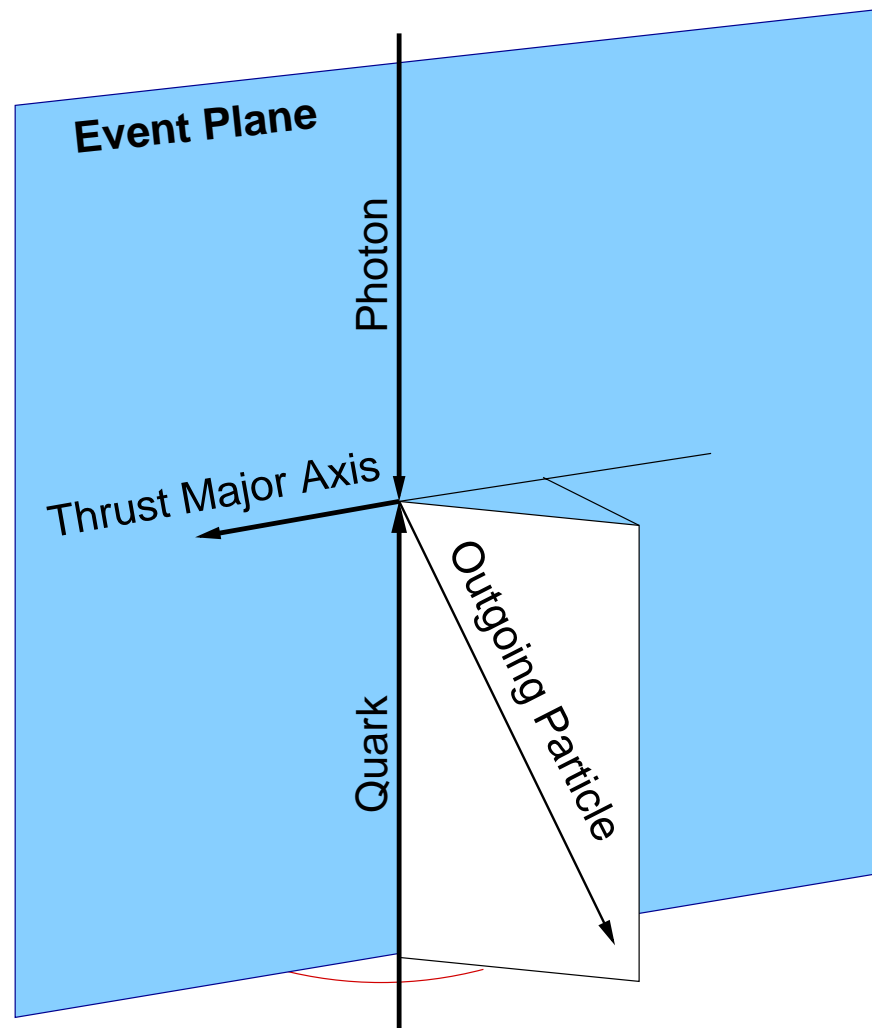 Event Plane
Photon
Thrust Major Axis
Outgoing Particle
Quark